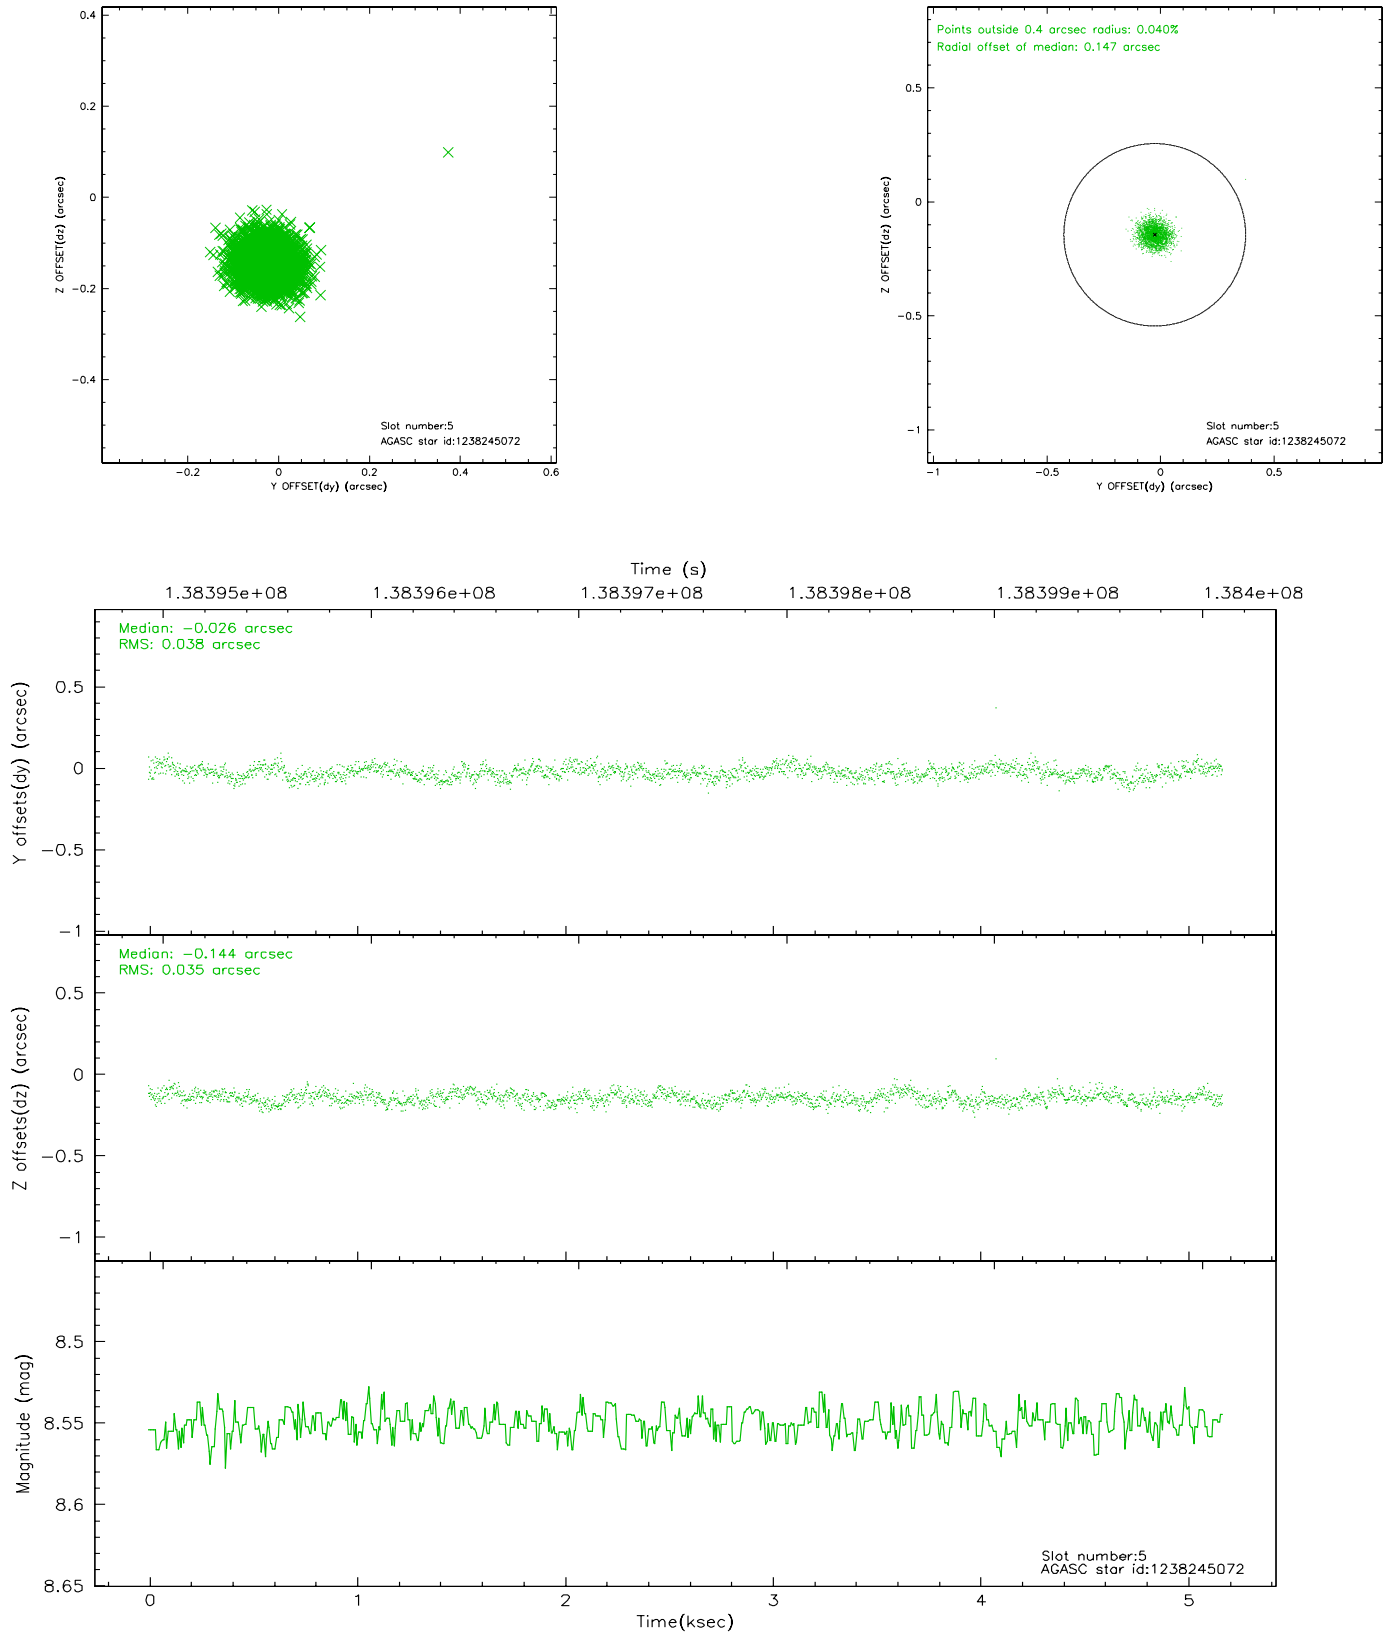 0.4
0.2
0
−0.2
−0.4
Z OFFSET(dz) (arcsec)
Slot number:5
AGASC star id:1238245072
−0.2 0 0.2 0.4 0.6
Y OFFSET(dy) (arcsec)
Points outside 0.4 arcsec radius: 0.040%
Radial offset of median: 0.147 arcsec
0.5
0
−0.5
−1
Z OFFSET(dz) (arcsec)
Slot number:5
AGASC star id:1238245072
−1 −0.5 0 0.5
Y OFFSET(dy) (arcsec)
Time (s)
1.38395e+08 1.38396e+08 1.38397e+08 1.38398e+08 1.38399e+08 1.384e+08
Median: −0.026 arcsec
RMS: 0.038 arcsec
0.5
0
−0.5
−1
Y offsets(dy) (arcsec)
Median: −0.144 arcsec
RMS: 0.035 arcsec
0.5
0
−0.5
−1
Z offsets(dz) (arcsec)
8.5
8.55
8.6
8.65
Magnitude (mag)
Slot number:5
AGASC star id:1238245072
0 1 2 3 4 5
Time(ksec)